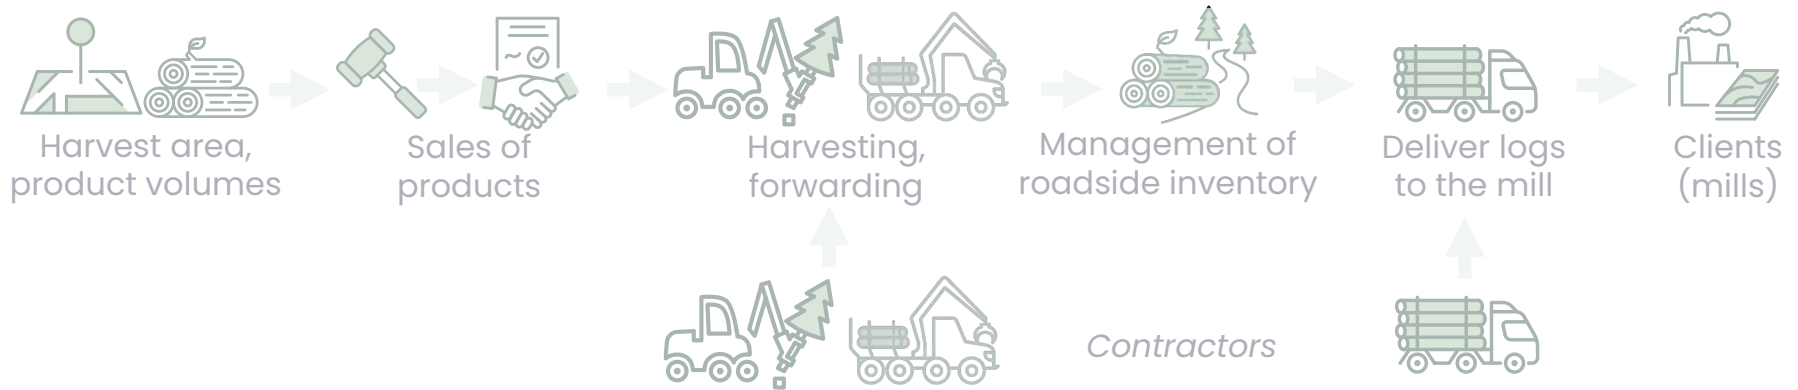 Harvest area,
product volumes
Sales of
products
Harvesting,
forwarding
Management of
roadside inventory
Deliver logs
to the mill
Clients
(mills)
Contractors